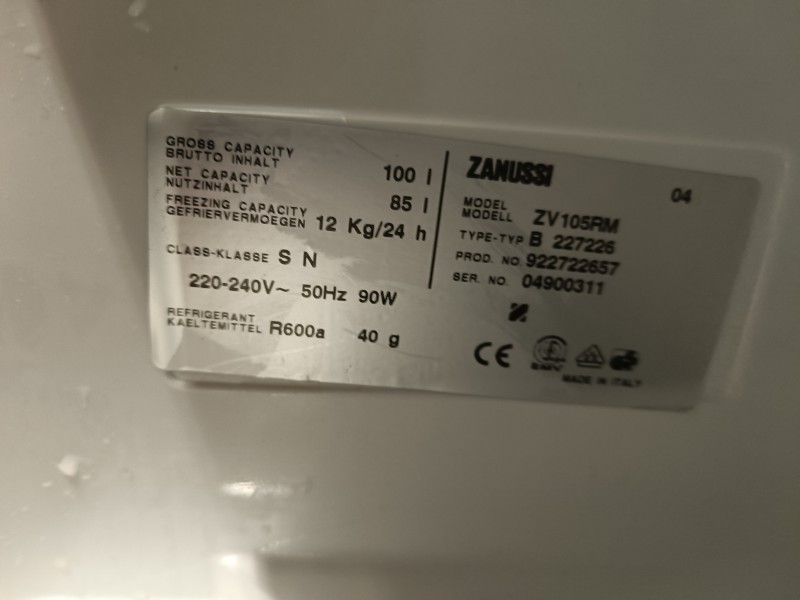 GROSS CAPACITY
BRUTTO INHALT 100 l
NET CAPACITY
NUTZINHALT 85 l
FREEZING CAPACITY
GEFRIERVERMOEGEN 12 Kg/24 h
CLASS-KLASSE S N
220-240V~ 50Hz 90W
REFRIGERANT
KAELTEMITTEL R600a 40 g
ZANUSSI 04
MODEL
MODELL ZV105RM
TYPE-TYP B 227226
PROD. NO. 922722657
SER. NO. 04900311
CE
MADE IN ITALY